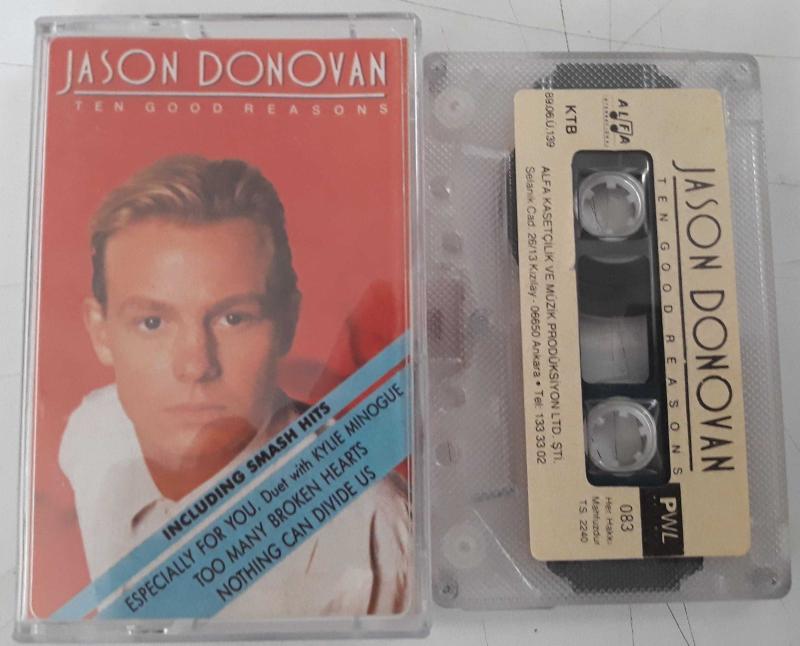 JASON DONOVAN
TEN GOOD REASONS
INCLUDING SMASH HITS
ESPECIALLY FOR YOU. Duet with KYLIE MINOGUE
TOO MANY BROKEN HEARTS
NOTHING CAN DIVIDE US
JASON DONOVAN
TEN GOOD REASONS
ALFA
KTB
89.06.Ü.139
ALFA KASETÇİLİK VE MÜZİK PRODÜKSİYON LTD. ŞTİ.
Selanik Cad. 26/13 Kızılay - 06650 Ankara • Tel: 133 33 02
PWL
083
Her Hakkı
Mahfuzdur
T.S. 2240